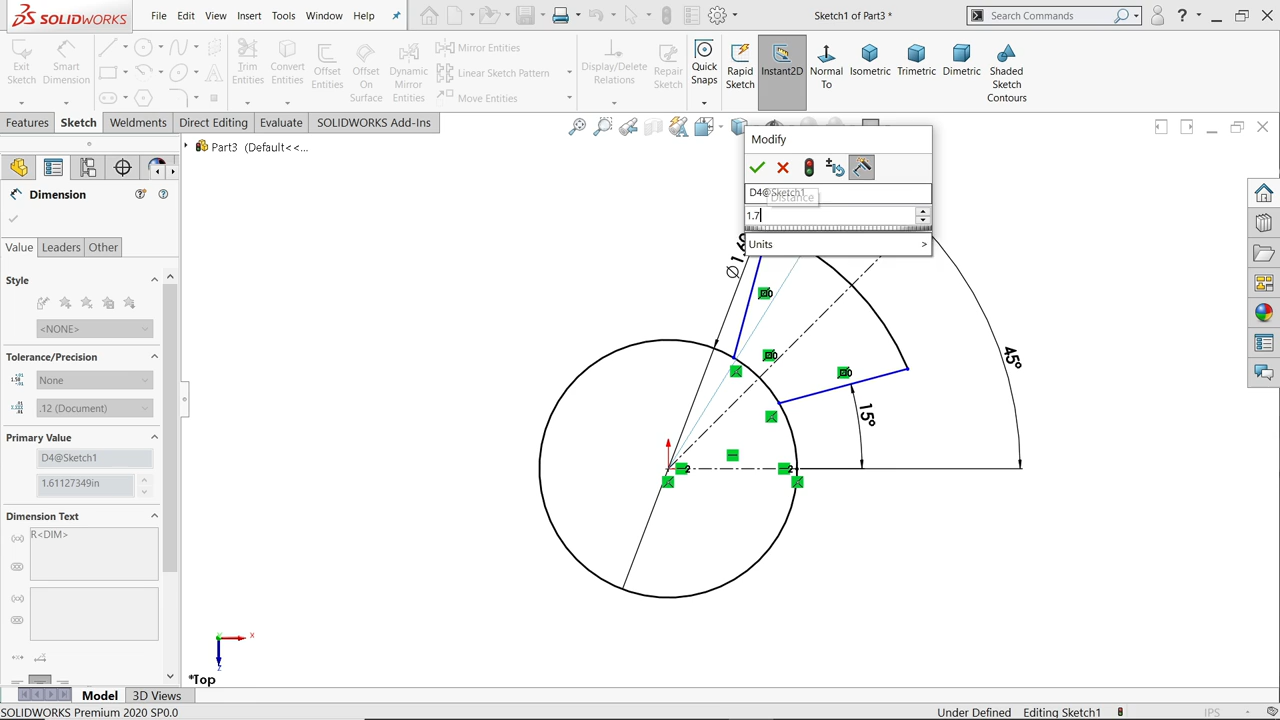 SOLIDWORKS
File Edit View Insert Tools Window Help
Sketch1 of Part3 *
Search Commands
?
Exit Sketch
Smart Dimension
Trim Entities
Convert Entities
Offset Entities
Offset On Surface
Dynamic Mirror Entities
Mirror Entities
Linear Sketch Pattern
Move Entities
Display/Delete Relations
Repair Sketch
Quick Snaps
Rapid Sketch
Instant2D
Normal To
Isometric
Trimetric
Dimetric
Shaded Sketch Contours
Features Sketch Weldments Direct Editing Evaluate SOLIDWORKS Add-Ins
Part3 (Default<<...
Modify
D4@Sketch1
Distance
1.7
Units >
Dimension
Value Leaders Other
Style
<NONE>
Tolerance/Precision
None
.12 (Document)
Primary Value
D4@Sketch1
1.61127349in
Dimension Text
R<DIM>
45°
15°
x
z
*Top
Model 3D Views
SOLIDWORKS Premium 2020 SP0.0
Under Defined Editing Sketch1 IPS